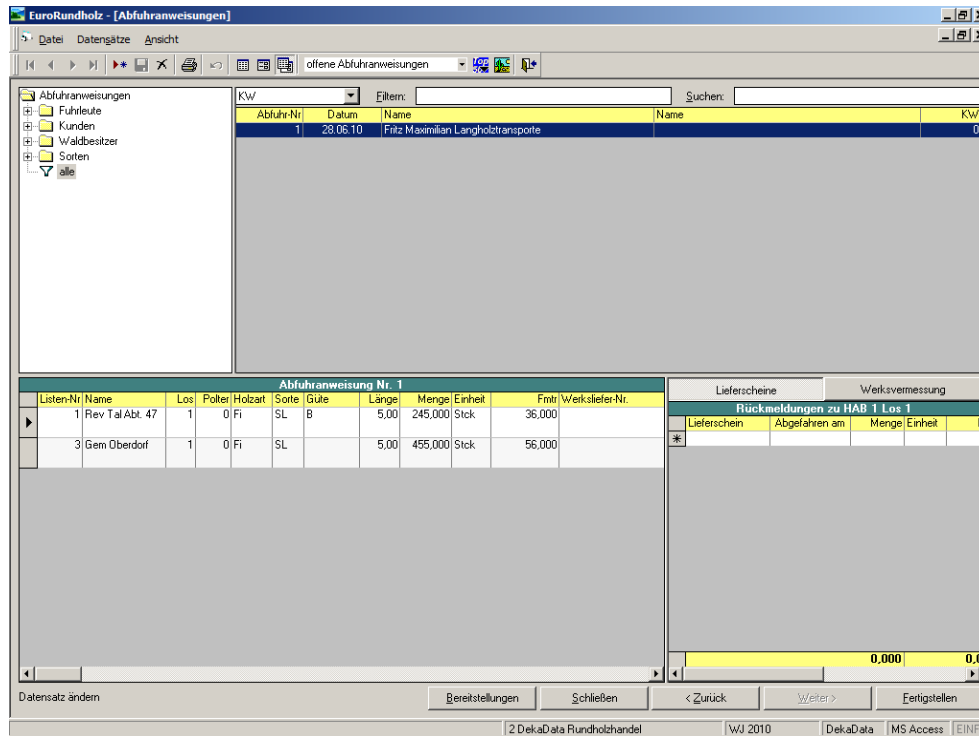 EuroRundholz - [Abfuhranweisungen]
Datei Datensätze Ansicht
offene Abfuhranweisungen
Abfuhranweisungen
Fuhrleute
Kunden
Waldbesitzer
Sorten
alle
KW Filtern: Suchen:
Abfuhr-Nr Datum Name Name KW
1 28.06.10 Fritz Maximilian Langholztransporte 0
Abfuhranweisung Nr. 1
Listen-Nr Name Los Polter Holzart Sorte Güte Länge Menge Einheit Fmtr Werksliefer-Nr.
1 Rev Tal Abt. 47 1 0 Fi SL B 5,00 245,000 Stck 36,000
3 Gem Oberdorf 1 0 Fi SL 5,00 455,000 Stck 56,000
Lieferscheine Werksvermessung
Rückmeldungen zu HAB 1 Los 1
Lieferschein Abgefahren am Menge Einheit
0,000 0,0
Datensatz ändern
Bereitstellungen Schließen < Zurück Weiter > Fertigstellen
2 DekaData Rundholzhandel WJ 2010 DekaData MS Access EINF